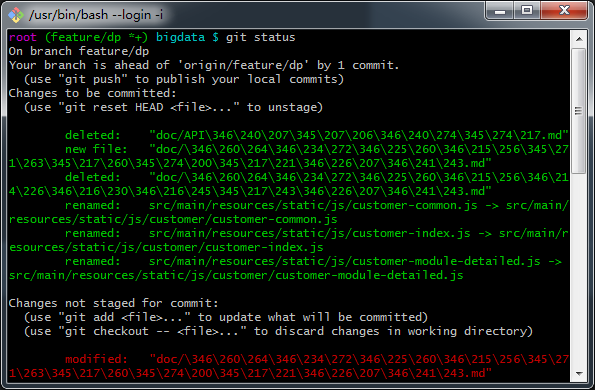 /usr/bin/bash --login -i
root (feature/dp *+) bigdata $ git status
On branch feature/dp
Your branch is ahead of 'origin/feature/dp' by 1 commit.
  (use "git push" to publish your local commits)
Changes to be committed:
  (use "git reset HEAD <file>..." to unstage)
        deleted:    "doc/API\346\240\207\345\207\206\346\240\274\345\274\217.md"
        new file:   "doc/\346\260\264\346\234\272\346\225\260\346\215\256\345\27
1\263\345\217\260\345\274\200\345\217\221\346\226\207\346\241\243.md"
        deleted:    "doc/\346\260\264\346\234\272\346\225\260\346\215\256\346\21
4\226\346\216\230\346\216\245\345\217\243\346\226\207\346\241\243.md"
        renamed:    src/main/resources/static/js/customer-common.js -> src/main/
resources/static/js/customer/customer-common.js
        renamed:    src/main/resources/static/js/customer-index.js -> src/main/r
esources/static/js/customer/customer-index.js
        renamed:    src/main/resources/static/js/customer-module-detailed.js ->
src/main/resources/static/js/customer/customer-module-detailed.js
Changes not staged for commit:
  (use "git add <file>..." to update what will be committed)
  (use "git checkout -- <file>..." to discard changes in working directory)
        modified:   "doc/\346\260\264\346\234\272\346\225\260\346\215\256\345\27
1\263\345\217\260\345\274\200\345\217\221\346\226\207\346\241\243.md"